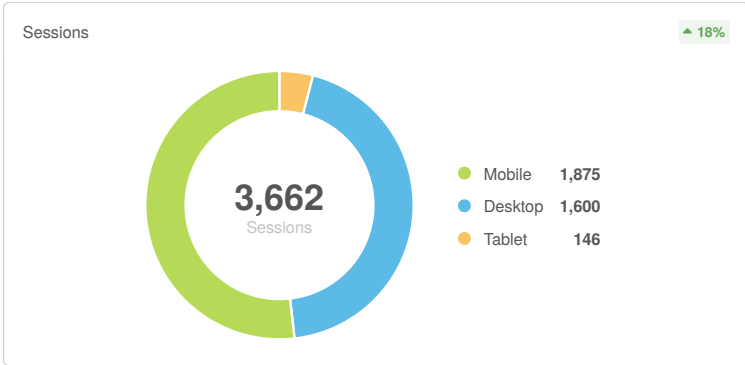 Sessions
18%
3,662
Sessions
Mobile 1,875
Desktop 1,600
Tablet 146